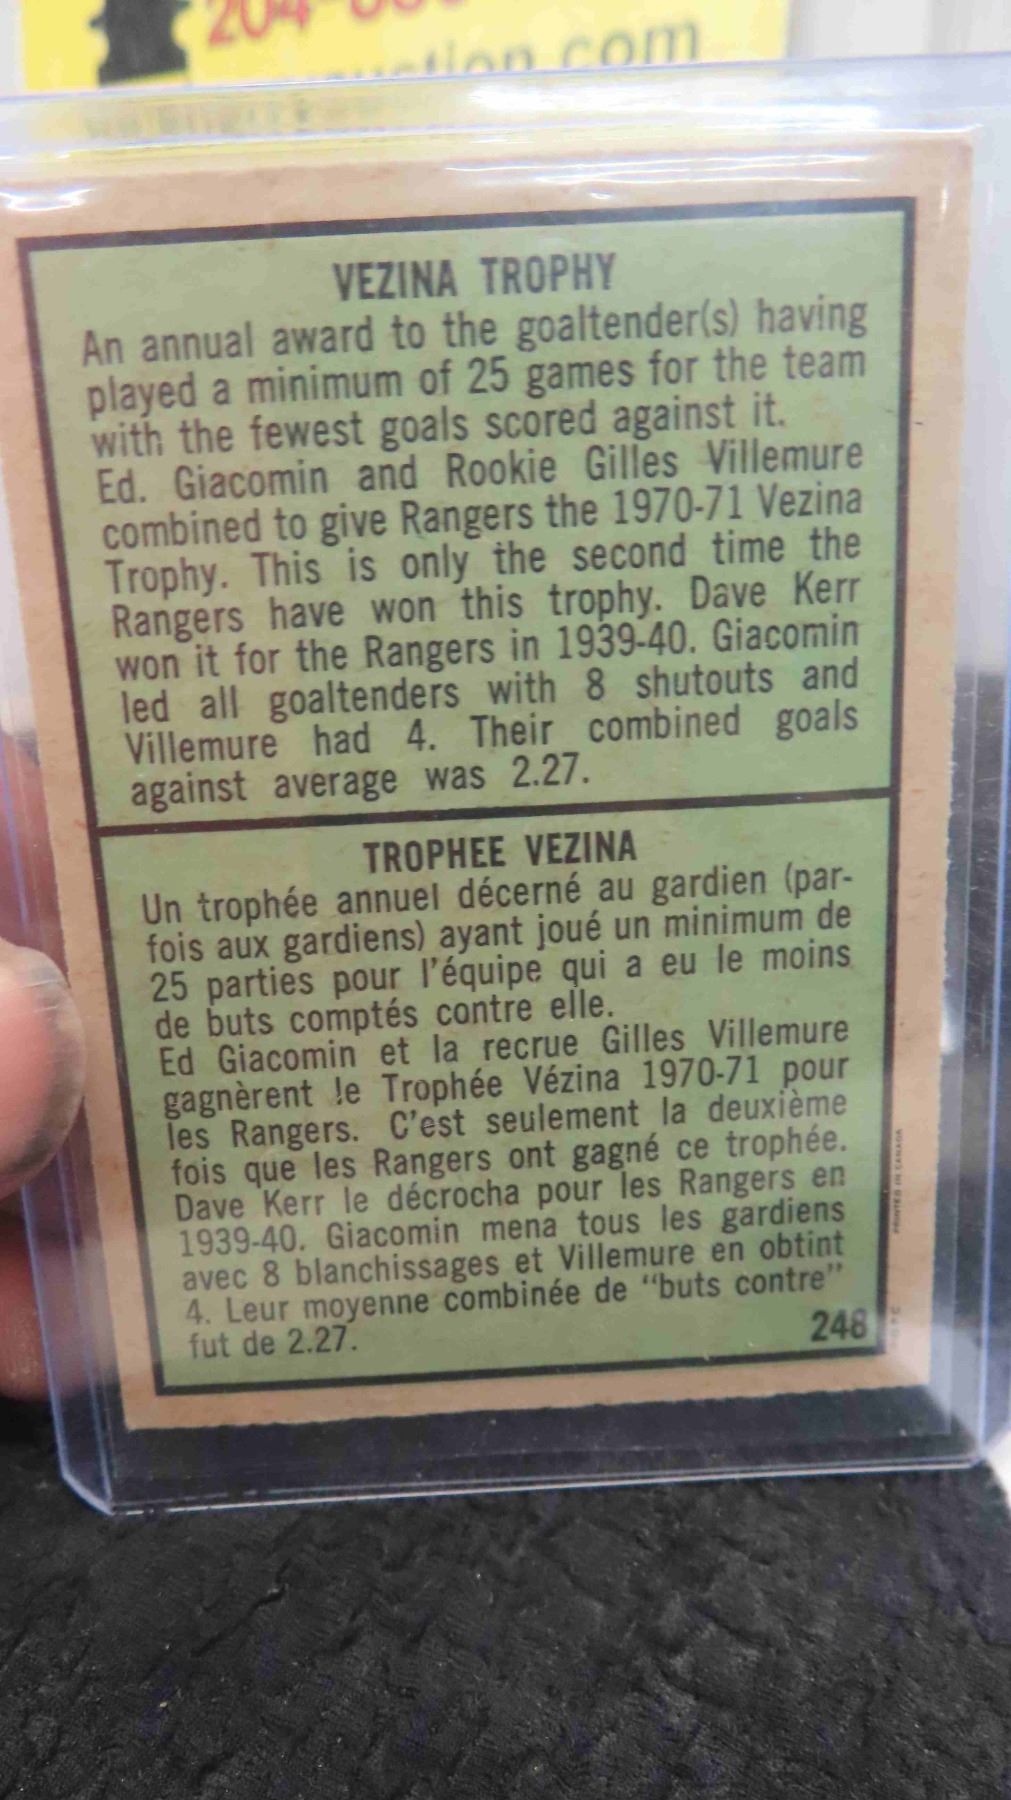 204-
uction.com
VEZINA TROPHY
An annual award to the goaltender(s) having
played a minimum of 25 games for the team
with the fewest goals scored against it.
Ed. Giacomin and Rookie Gilles Villemure
combined to give Rangers the 1970-71 Vezina
Trophy. This is only the second time the
Rangers have won this trophy. Dave Kerr
won it for the Rangers in 1939-40. Giacomin
led all goaltenders with 8 shutouts and
Villemure had 4. Their combined goals
against average was 2.27.
TROPHEE VEZINA
Un trophée annuel décerné au gardien (par-
fois aux gardiens) ayant joué un minimum de
25 parties pour l'équipe qui a eu le moins
de buts comptés contre elle.
Ed Giacomin et la recrue Gilles Villemure
gagnèrent le Trophée Vézina 1970-71 pour
les Rangers. C'est seulement la deuxième
fois que les Rangers ont gagné ce trophée.
Dave Kerr le décrocha pour les Rangers en
1939-40. Giacomin mena tous les gardiens
avec 8 blanchissages et Villemure en obtint
4. Leur moyenne combinée de "buts contre"
fut de 2.27.
248
PRINTED IN CANADA